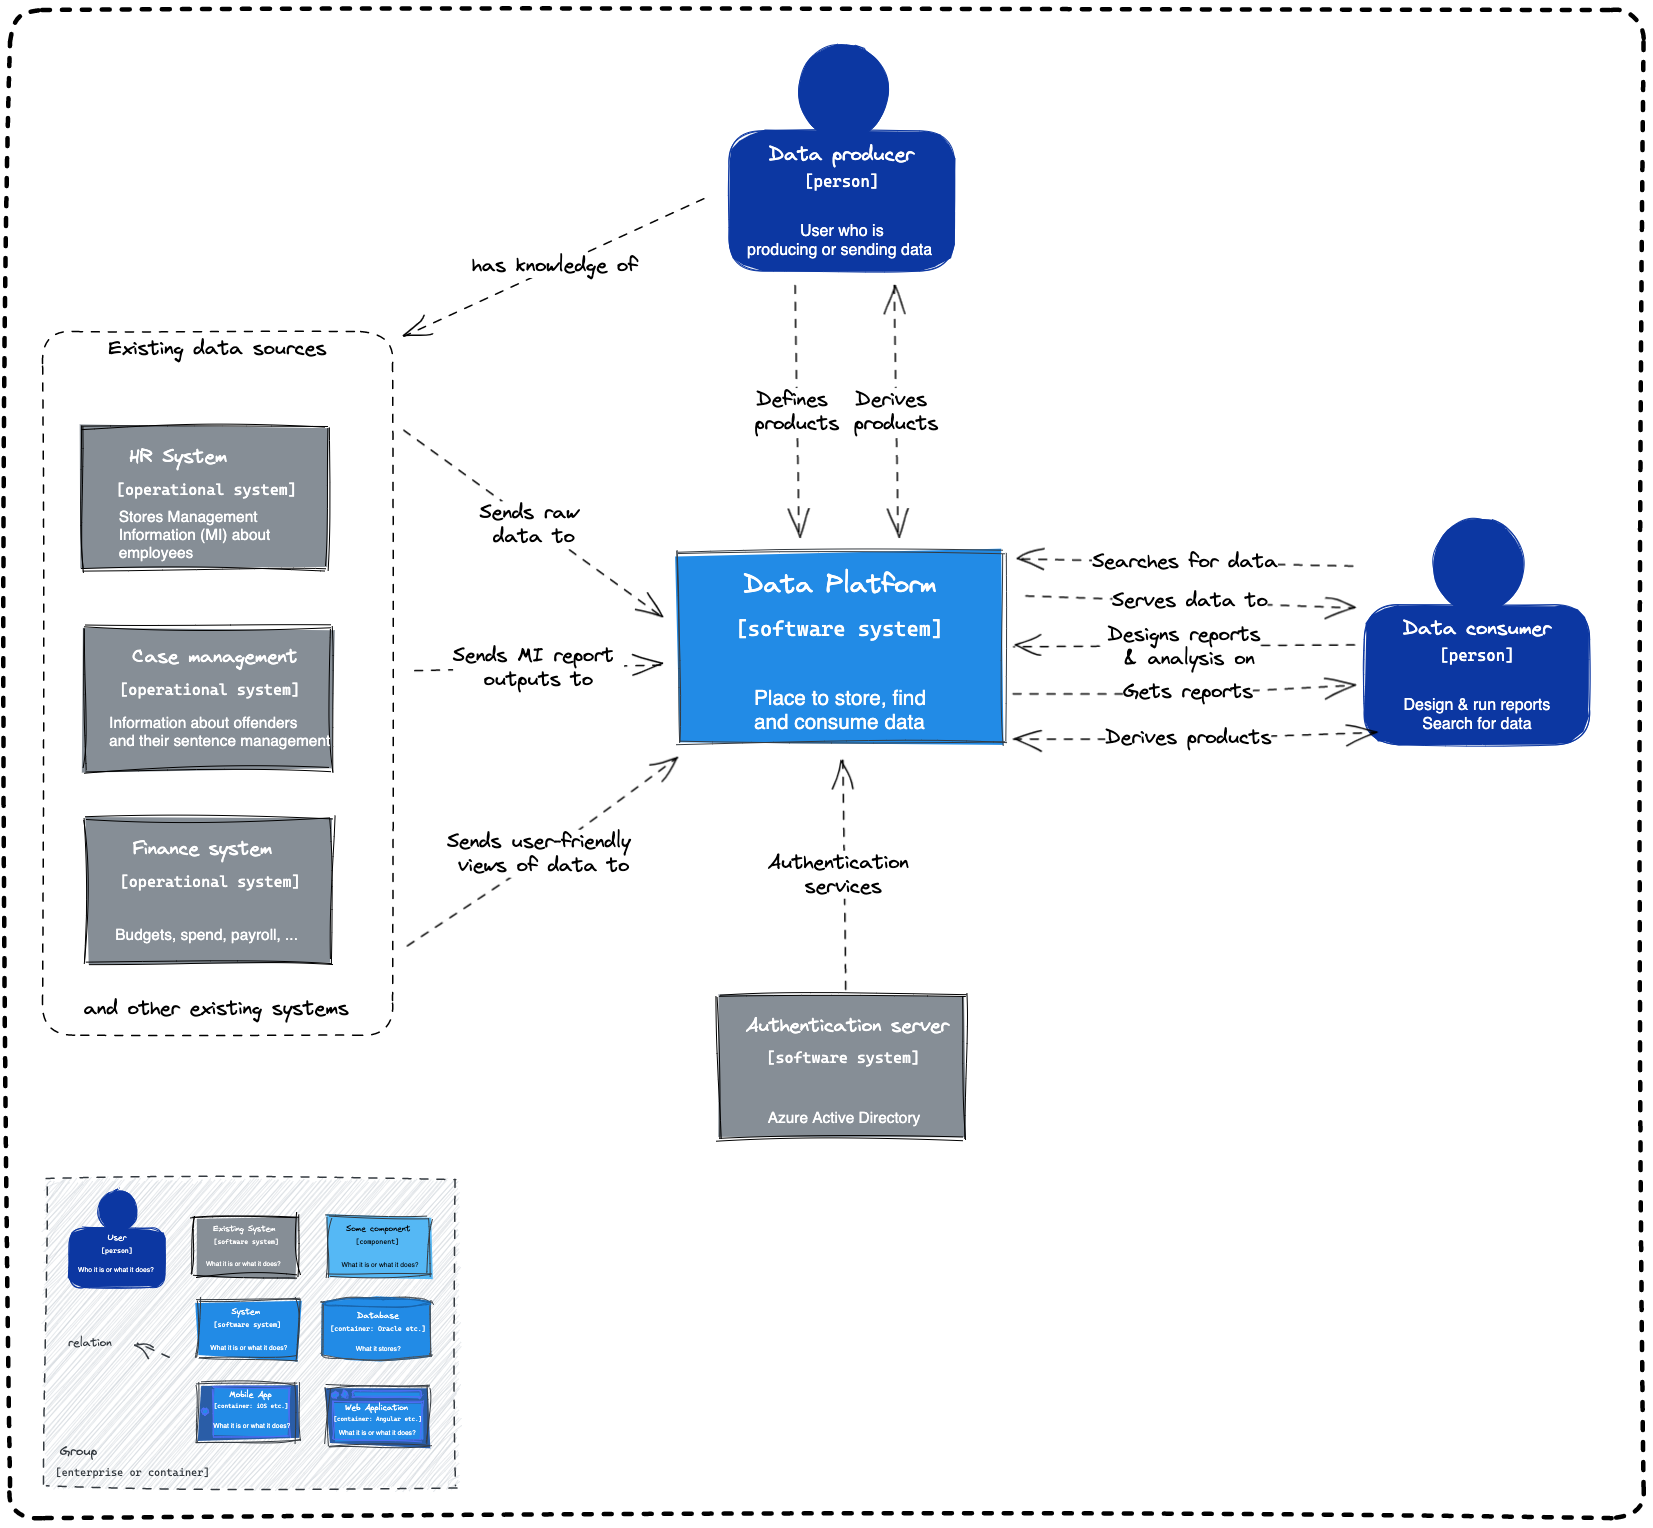 Data producer
[person]
User who is
producing or sending data
has knowledge of
Existing data sources
HR System
[operational system]
Stores Management
Information (MI) about
employees
Case management
[operational system]
Information about offenders
and their sentence management
Finance system
[operational system]
Budgets, spend, payroll, ...
and other existing systems
Defines
products
Derives
products
Sends raw
data to
Sends MI report
outputs to
Sends user-friendly
views of data to
Data Platform
[software system]
Place to store, find
and consume data
Searches for data
Serves data to
Designs reports
& analysis on
Gets reports
Derives products
Data consumer
[person]
Design & run reports
Search for data
Authentication
services
Authentication server
[software system]
Azure Active Directory
User
[person]
Who it is or what it does?
Existing System
[software system]
What it is or what it does?
Some component
[component]
What it is or what it does?
System
[software system]
What it is or what it does?
Database
[container: Oracle etc.]
What it stores?
relation
Mobile App
[container: iOS etc.]
What it is or what it does?
Web Application
[container: Angular etc.]
What it is or what it does?
Group
[enterprise or container]